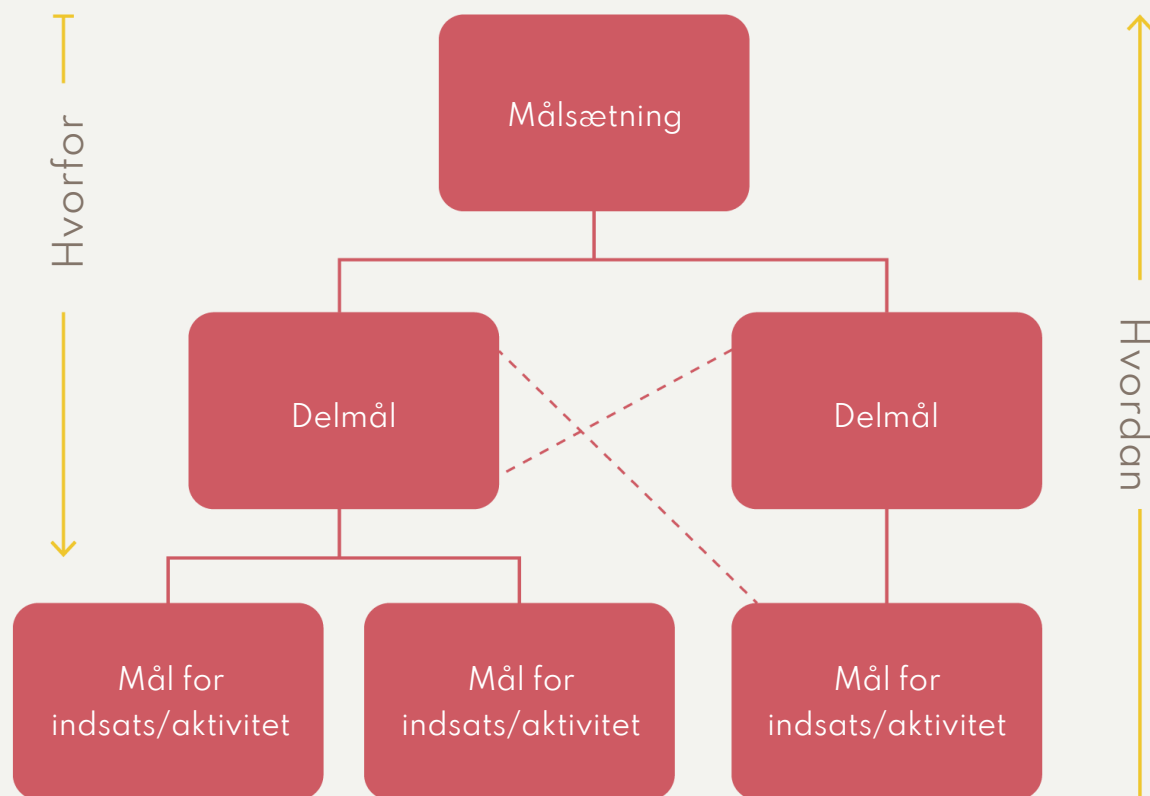 Målsætning
Hvorfor
Hvordan
Delmål
Delmål
Mål for
indsats/aktivitet
Mål for
indsats/aktivitet
Mål for
indsats/aktivitet